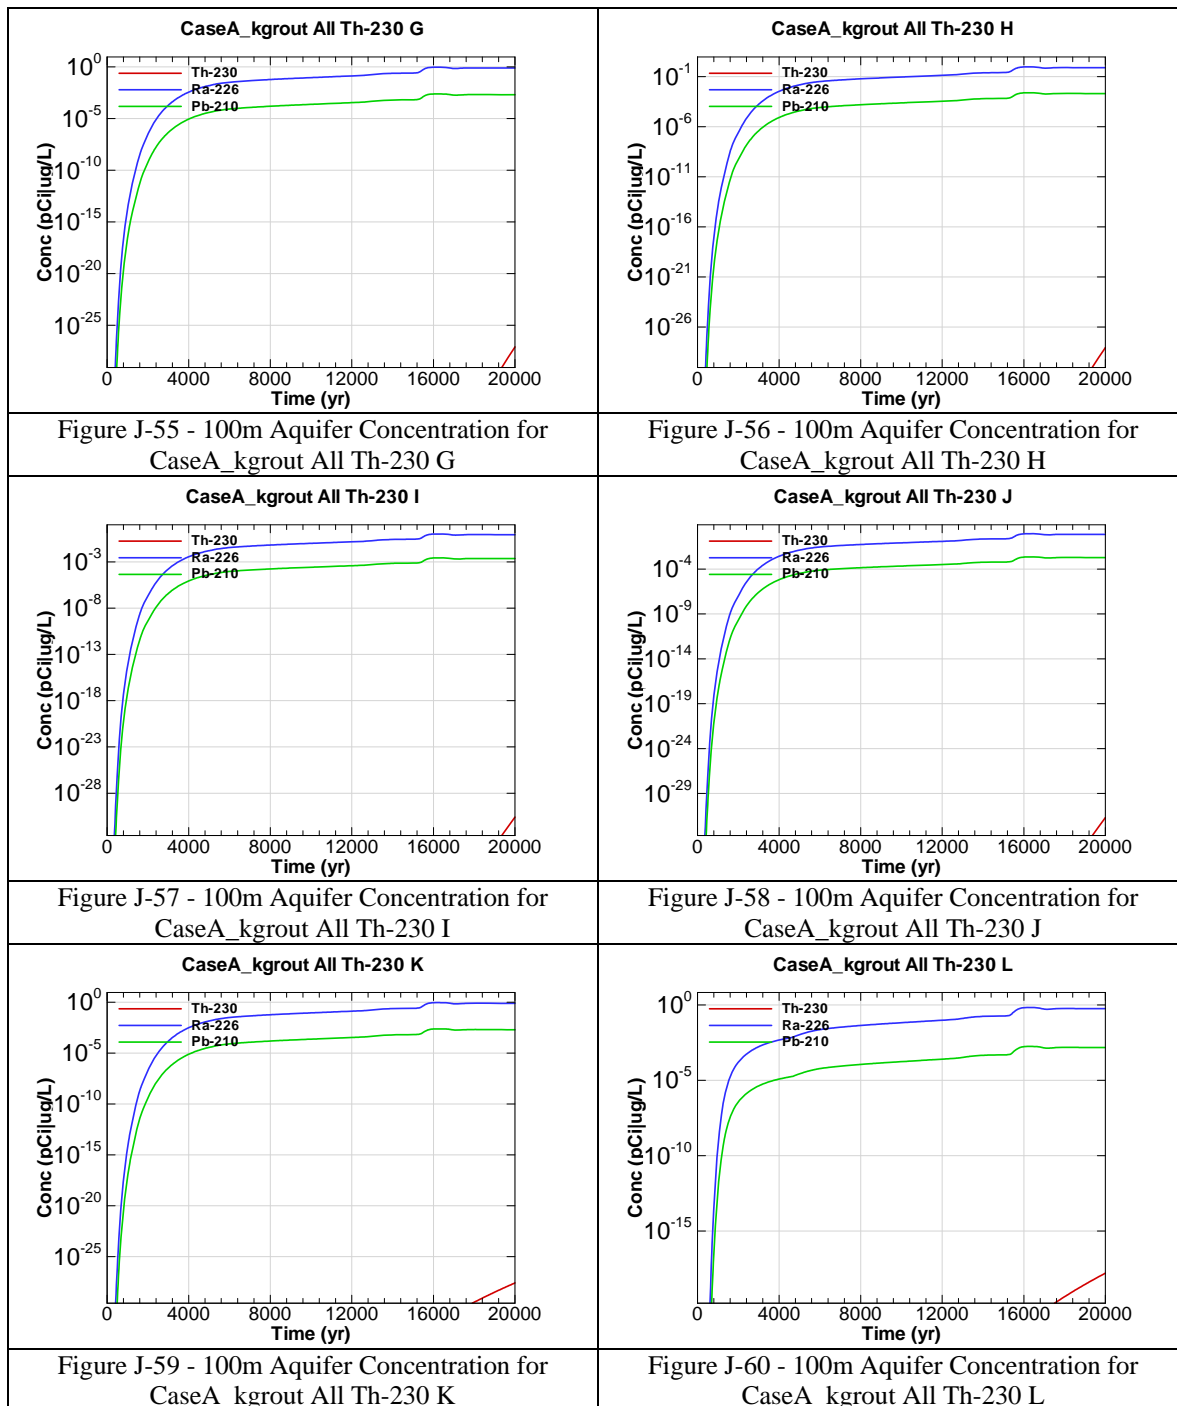 CaseA_kgrout All Th-230 G
Conc (pCi|ug/L)
10^0
10^-5
10^-10
10^-15
10^-20
10^-25
Th-230
Ra-226
Pb-210
0 4000 8000 12000 16000 20000
Time (yr)
Figure J-55 - 100m Aquifer Concentration for
CaseA_kgrout All Th-230 G
CaseA_kgrout All Th-230 H
Conc (pCi|ug/L)
10^-1
10^-6
10^-11
10^-16
10^-21
10^-26
Th-230
Ra-226
Pb-210
0 4000 8000 12000 16000 20000
Time (yr)
Figure J-56 - 100m Aquifer Concentration for
CaseA_kgrout All Th-230 H
CaseA_kgrout All Th-230 I
Conc (pCi|ug/L)
10^-3
10^-8
10^-13
10^-18
10^-23
10^-28
Th-230
Ra-226
Pb-210
0 4000 8000 12000 16000 20000
Time (yr)
Figure J-57 - 100m Aquifer Concentration for
CaseA_kgrout All Th-230 I
CaseA_kgrout All Th-230 J
Conc (pCi|ug/L)
10^-4
10^-9
10^-14
10^-19
10^-24
10^-29
Th-230
Ra-226
Pb-210
0 4000 8000 12000 16000 20000
Time (yr)
Figure J-58 - 100m Aquifer Concentration for
CaseA_kgrout All Th-230 J
CaseA_kgrout All Th-230 K
Conc (pCi|ug/L)
10^0
10^-5
10^-10
10^-15
10^-20
10^-25
Th-230
Ra-226
Pb-210
0 4000 8000 12000 16000 20000
Time (yr)
Figure J-59 - 100m Aquifer Concentration for
CaseA_kgrout All Th-230 K
CaseA_kgrout All Th-230 L
Conc (pCi|ug/L)
10^0
10^-5
10^-10
10^-15
Th-230
Ra-226
Pb-210
0 4000 8000 12000 16000 20000
Time (yr)
Figure J-60 - 100m Aquifer Concentration for
CaseA_kgrout All Th-230 L